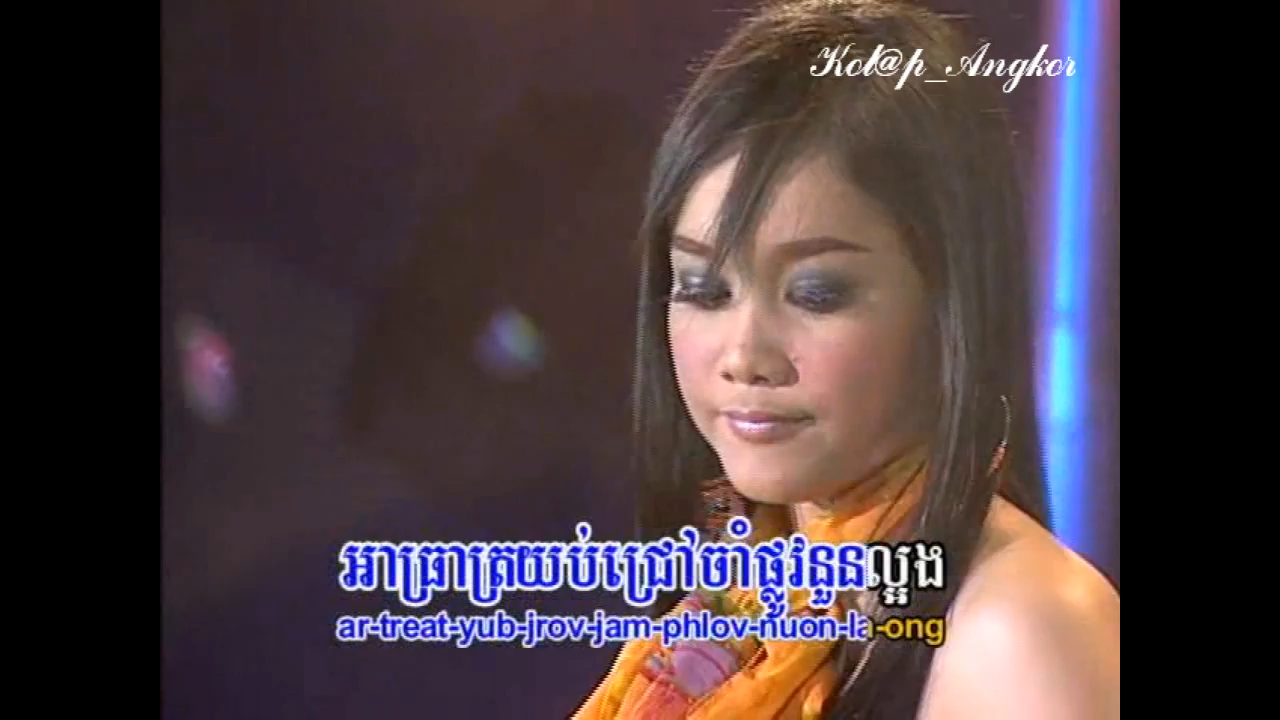 Kol@p_Angkor
អាធ្រាត្រយប់ជ្រៅចាំផ្លូវនួនល្អង
ar-treat-yub-jrov-jam-phlov-nuon-la-ong